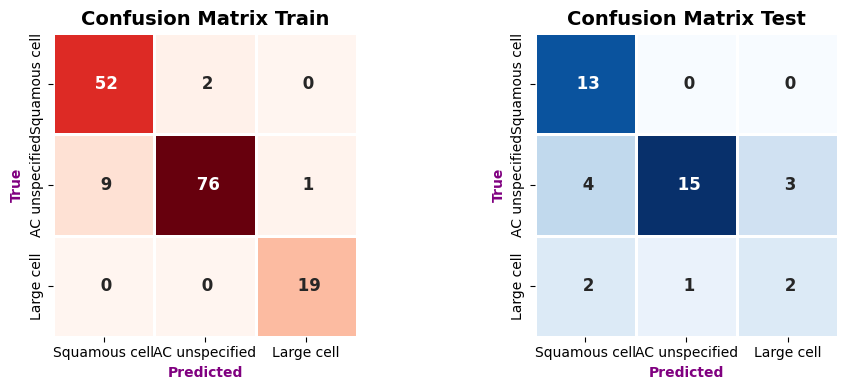 Confusion Matrix Train
True
Squamous cell
AC unspecified
Large cell
52 2 0
9 76 1
0 0 19
Squamous cell AC unspecified Large cell
Predicted
Confusion Matrix Test
True
Squamous cell
AC unspecified
Large cell
13 0 0
4 15 3
2 1 2
Squamous cell AC unspecified Large cell
Predicted